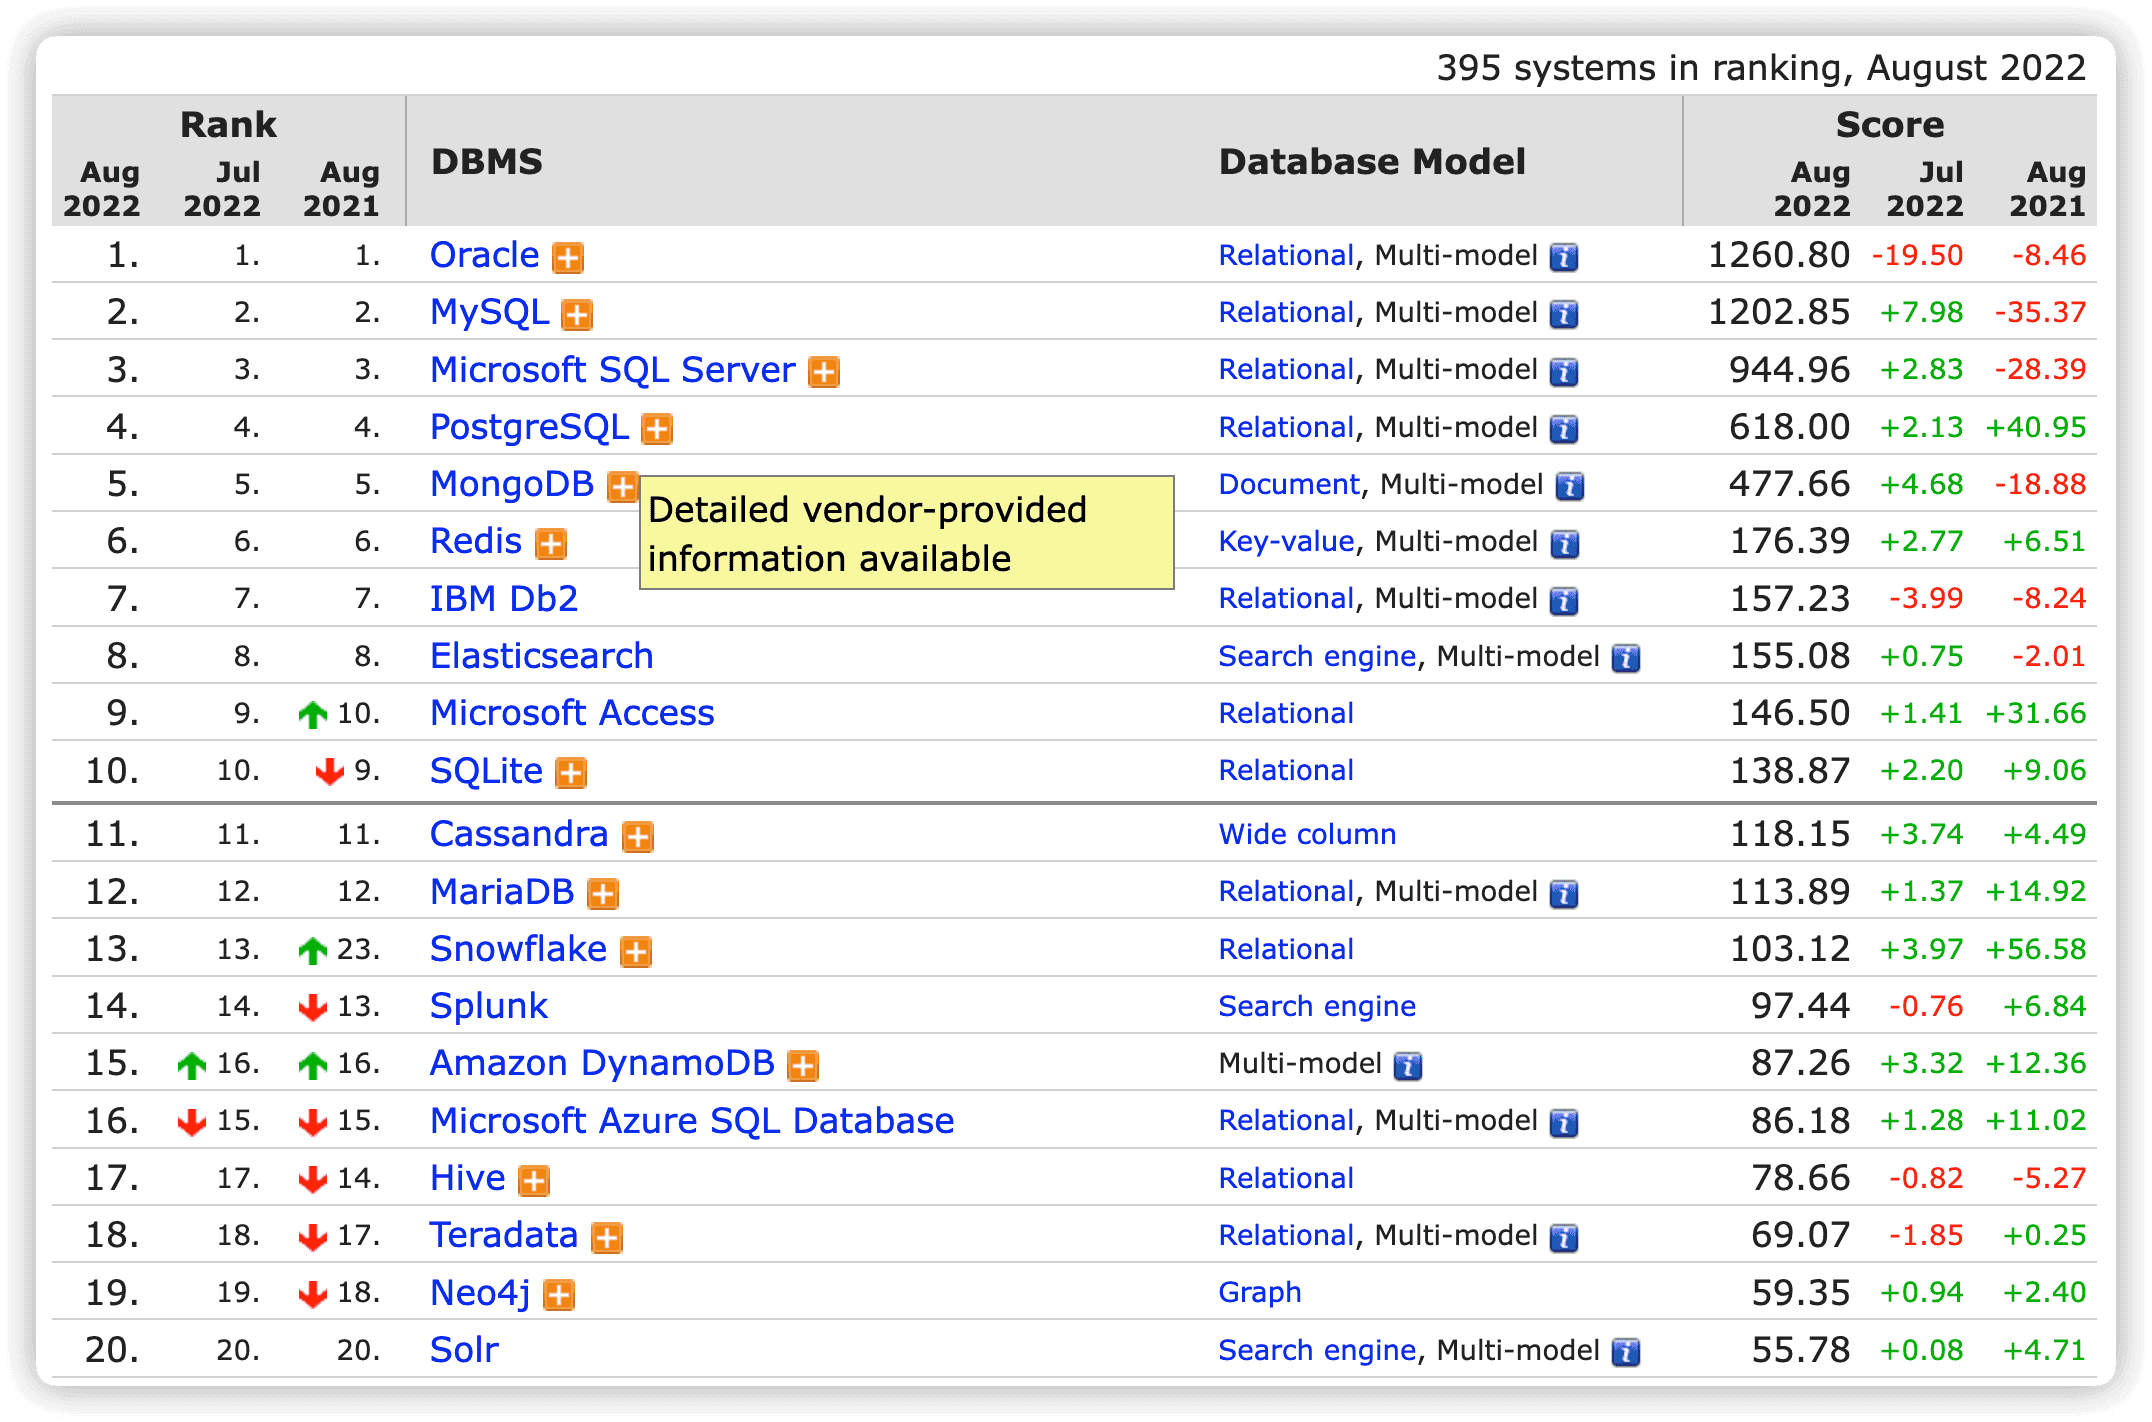 395 systems in ranking, August 2022
Rank DBMS Database Model Score
Aug 2022 Jul 2022 Aug 2021 Aug 2022 Jul 2022 Aug 2021
1. 1. 1. Oracle Relational, Multi-model 1260.80 -19.50 -8.46
2. 2. 2. MySQL Relational, Multi-model 1202.85 +7.98 -35.37
3. 3. 3. Microsoft SQL Server Relational, Multi-model 944.96 +2.83 -28.39
4. 4. 4. PostgreSQL Relational, Multi-model 618.00 +2.13 +40.95
5. 5. 5. MongoDB Document, Multi-model 477.66 +4.68 -18.88
Detailed vendor-provided
information available
6. 6. 6. Redis Key-value, Multi-model 176.39 +2.77 +6.51
7. 7. 7. IBM Db2 Relational, Multi-model 157.23 -3.99 -8.24
8. 8. 8. Elasticsearch Search engine, Multi-model 155.08 +0.75 -2.01
9. 9. 10. Microsoft Access Relational 146.50 +1.41 +31.66
10. 10. 9. SQLite Relational 138.87 +2.20 +9.06
11. 11. 11. Cassandra Wide column 118.15 +3.74 +4.49
12. 12. 12. MariaDB Relational, Multi-model 113.89 +1.37 +14.92
13. 13. 23. Snowflake Relational 103.12 +3.97 +56.58
14. 14. 13. Splunk Search engine 97.44 -0.76 +6.84
15. 16. 16. Amazon DynamoDB Multi-model 87.26 +3.32 +12.36
16. 15. 15. Microsoft Azure SQL Database Relational, Multi-model 86.18 +1.28 +11.02
17. 17. 14. Hive Relational 78.66 -0.82 -5.27
18. 18. 17. Teradata Relational, Multi-model 69.07 -1.85 +0.25
19. 19. 18. Neo4j Graph 59.35 +0.94 +2.40
20. 20. 20. Solr Search engine, Multi-model 55.78 +0.08 +4.71